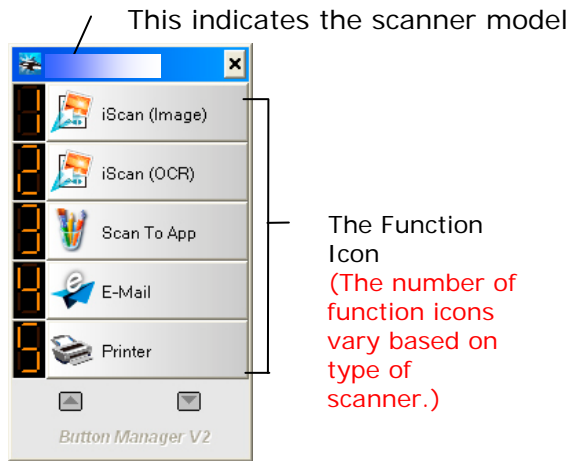 This indicates the scanner model
1 iScan (Image)
2 iScan (OCR)
3 Scan To App
4 E-Mail
5 Printer
Button Manager V2
The Function
Icon
(The number of
function icons
vary based on
type of
scanner.)